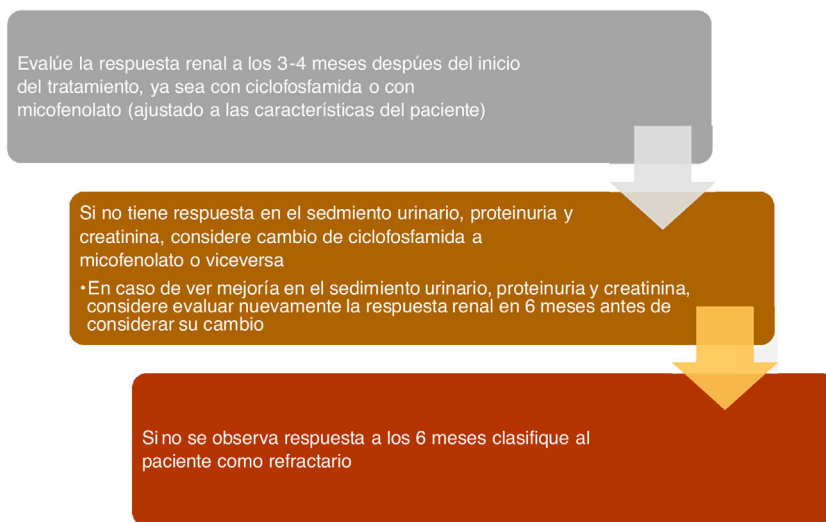 Evalúe la respuesta renal a los 3-4 meses despúes del inicio
del tratamiento, ya sea con ciclofosfamida o con
micofenolato (ajustado a las características del paciente)
Si no tiene respuesta en el sedmiento urinario, proteinuria y
creatinina, considere cambio de ciclofosfamida a
micofenolato o viceversa
•En caso de ver mejoría en el sedimiento urinario, proteinuria y creatinina,
considere evaluar nuevamente la respuesta renal en 6 meses antes de
considerar su cambio
Si no se observa respuesta a los 6 meses clasifique al
paciente como refractario